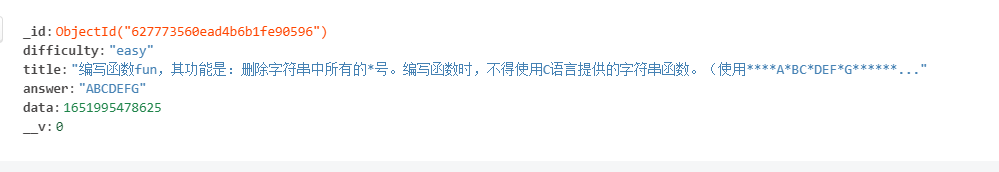 _id:ObjectId("627773560ead4b6b1fe90596")
difficulty:"easy"
title:"编写函数fun，其功能是：删除字符串中所有的*号。编写函数时，不得使用C语言提供的字符串函数。（使用****A*BC*DEF*G******..."
answer:"ABCDEFG"
data:1651995478625
__v:0